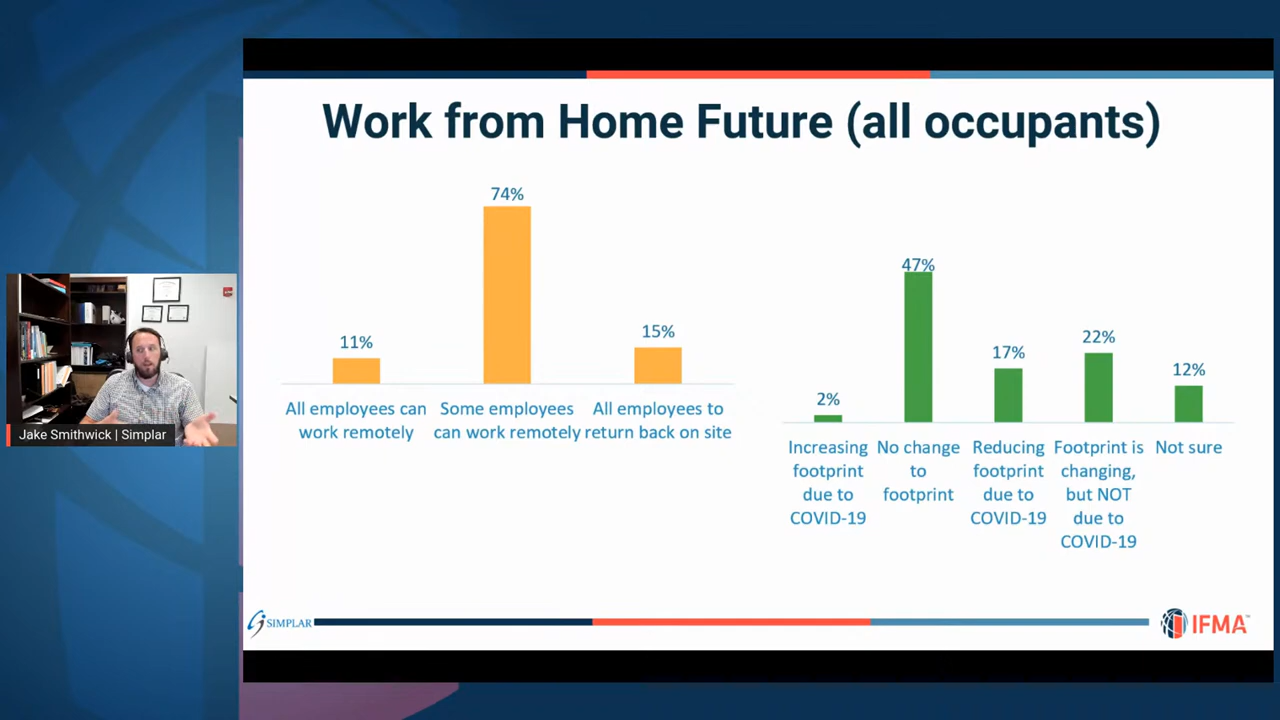 Work from Home Future (all occupants)
74%
11%
15%
All employees can
work remotely
Some employees
can work remotely
All employees to
return back on site
47%
2%
17%
22%
12%
Increasing
footprint
due to
COVID-19
No change
to
footprint
Reducing
footprint
due to
COVID-19
Footprint is
changing,
but NOT
due to
COVID-19
Not sure
Jake Smithwick | Simplar
SIMPLAR
IFMA™